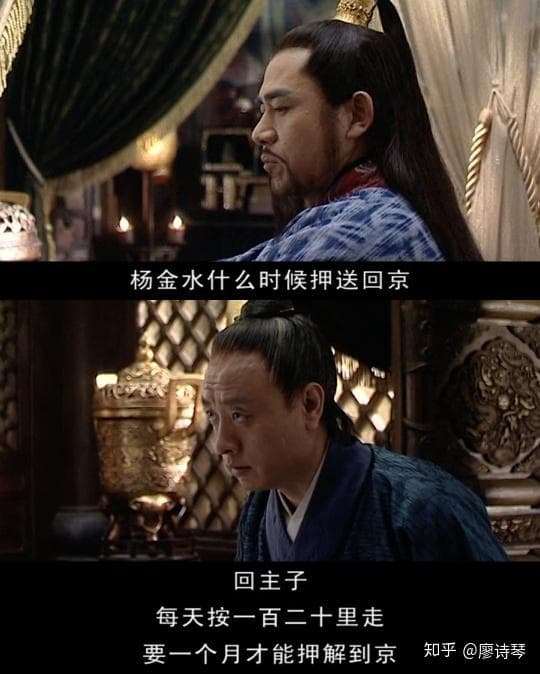 杨金水什么时候押送回京
回主子
每天按一百二十里走
要一个月才能押解到京
知乎 @廖诗琴